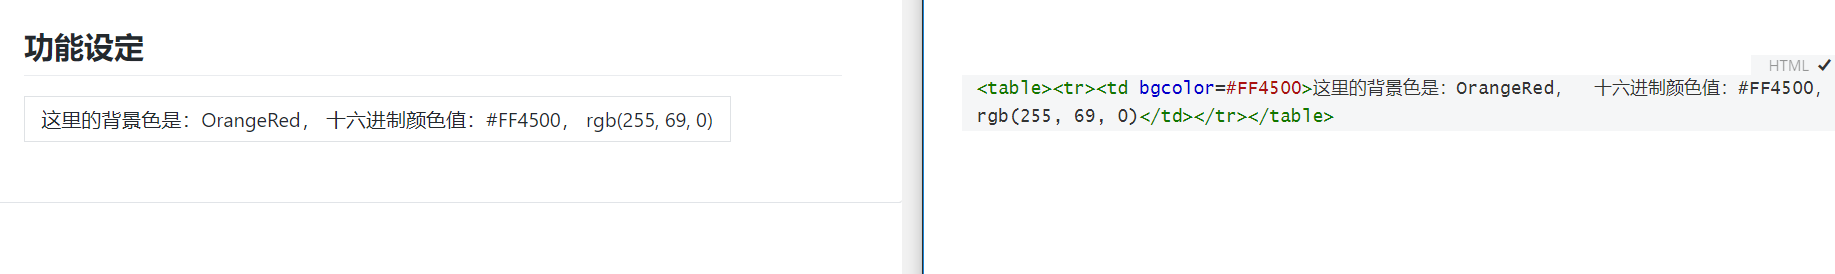 功能设定
这里的背景色是：OrangeRed， 十六进制颜色值：#FF4500， rgb(255, 69, 0)
HTML
<table><tr><td bgcolor=#FF4500>这里的背景色是：OrangeRed，  十六进制颜色值：#FF4500，
rgb(255, 69, 0)</td></tr></table>